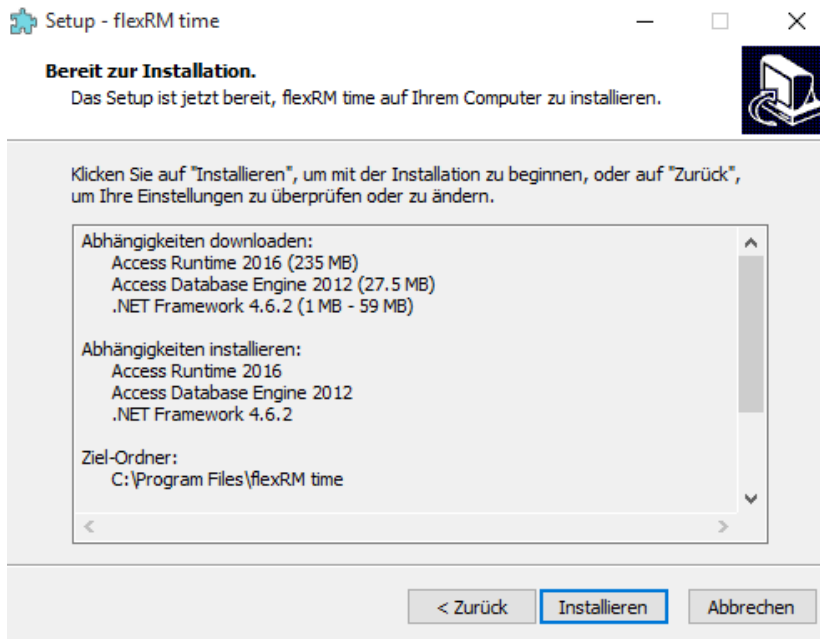 Setup - flexRM time
Bereit zur Installation.
Das Setup ist jetzt bereit, flexRM time auf Ihrem Computer zu installieren.
Klicken Sie auf "Installieren", um mit der Installation zu beginnen, oder auf "Zurück",
um Ihre Einstellungen zu überprüfen oder zu ändern.
Abhängigkeiten downloaden:
Access Runtime 2016 (235 MB)
Access Database Engine 2012 (27.5 MB)
.NET Framework 4.6.2 (1 MB - 59 MB)
Abhängigkeiten installieren:
Access Runtime 2016
Access Database Engine 2012
.NET Framework 4.6.2
Ziel-Ordner:
C:\Program Files\flexRM time
< Zurück Installieren Abbrechen